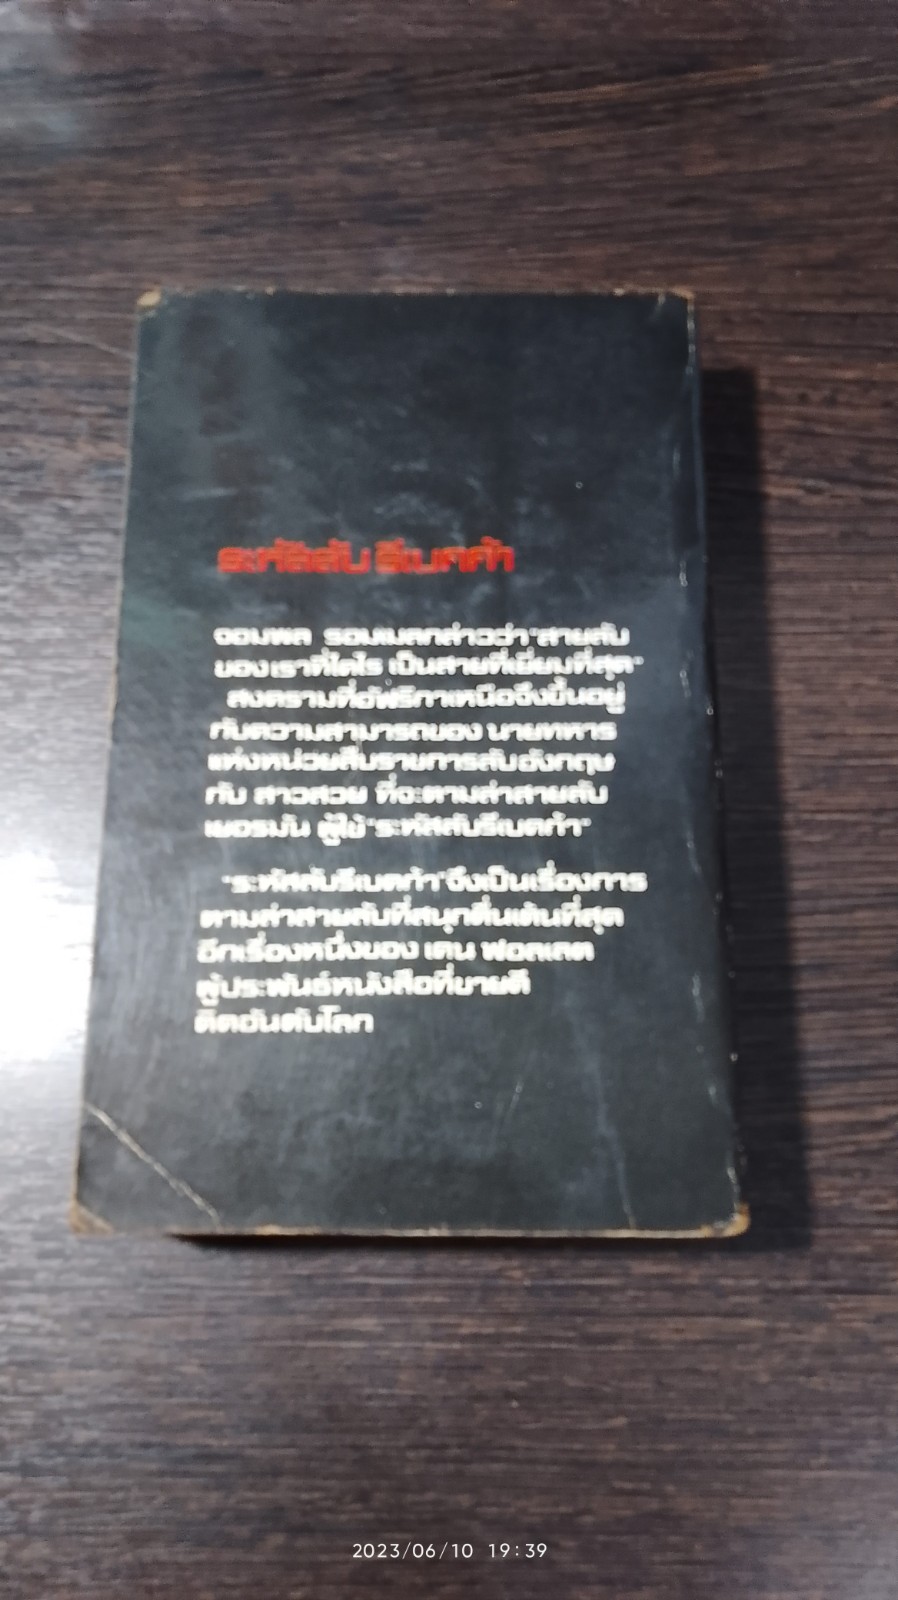 ระหัสลับ รีเบคก้า
จอมพล รอมเมลกล่าวว่า "สายลับ
ของเราที่ไคโร เป็นสายที่เยี่ยมที่สุด"
สงครามที่อัฟริกาเหนือจึงขึ้นอยู่
กับความสามารถของ นายทหาร
แห่งหน่วยสืบราชการลับอังกฤษ
กับ สาวสวย ที่จะตามล่าสายลับ
เยอรมัน ผู้ใช้ "ระหัสลับรีเบคก้า"
"ระหัสลับรีเบคก้า" จึงเป็นเรื่องการ
ตามล่าสายลับที่สนุกตื่นเต้นที่สุด
อีกเรื่องหนึ่งของ เคน ฟอลเลต
ผู้ประพันธ์หนังสือที่ขายดี
ติดอันดับโลก
2023/06/10 19:39